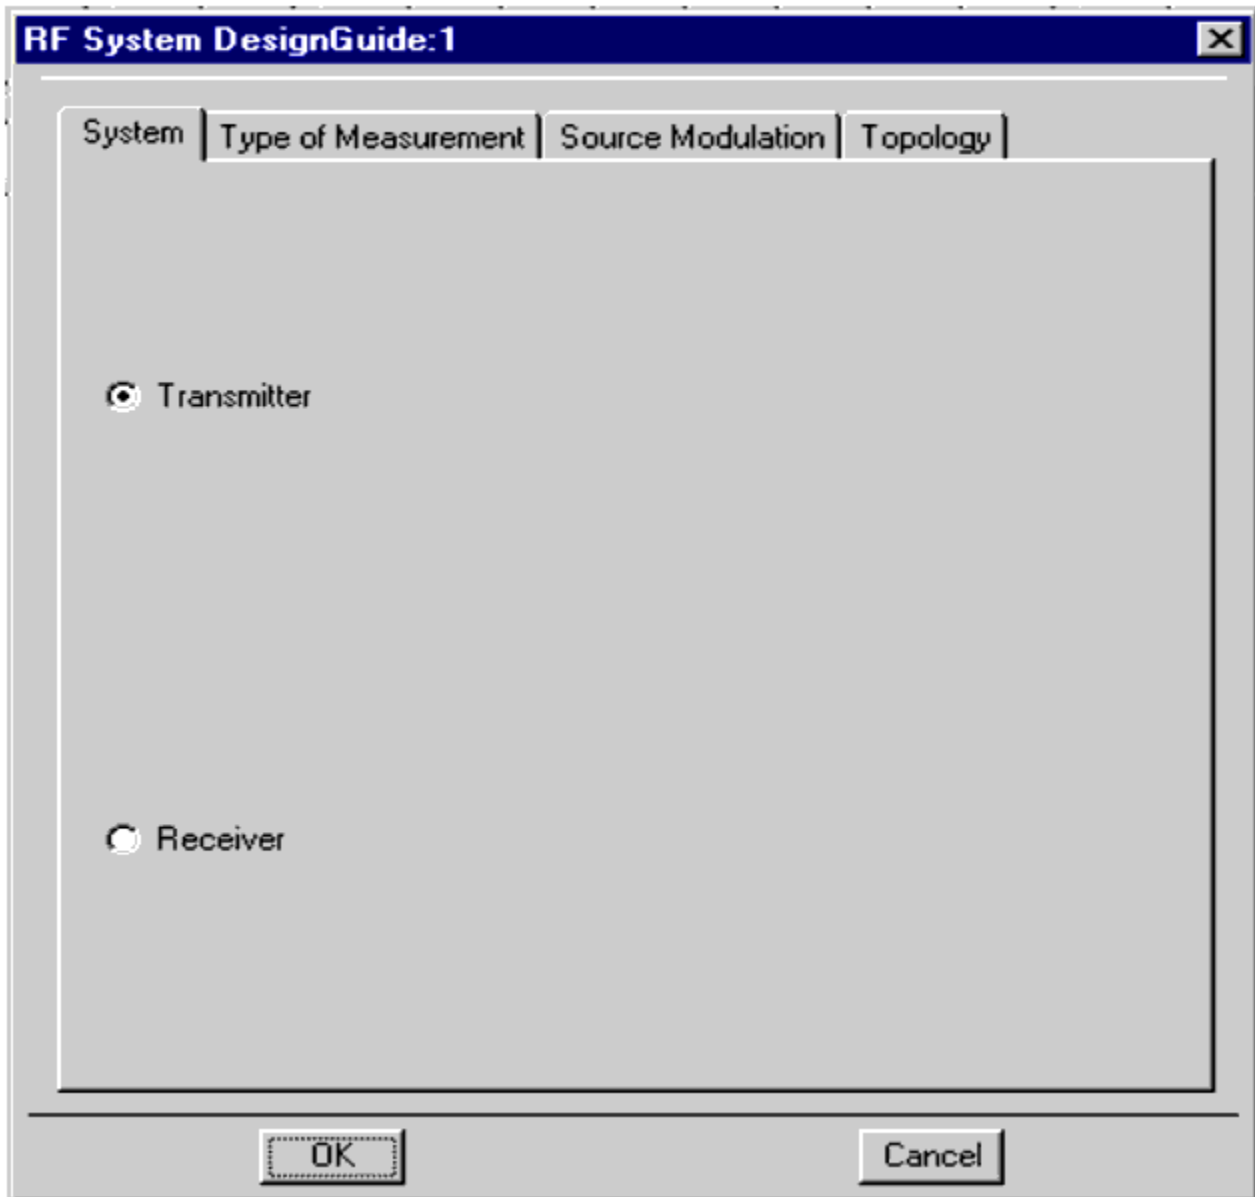 RF System DesignGuide:1
System Type of Measurement Source Modulation Topology
Transmitter
Receiver
OK Cancel